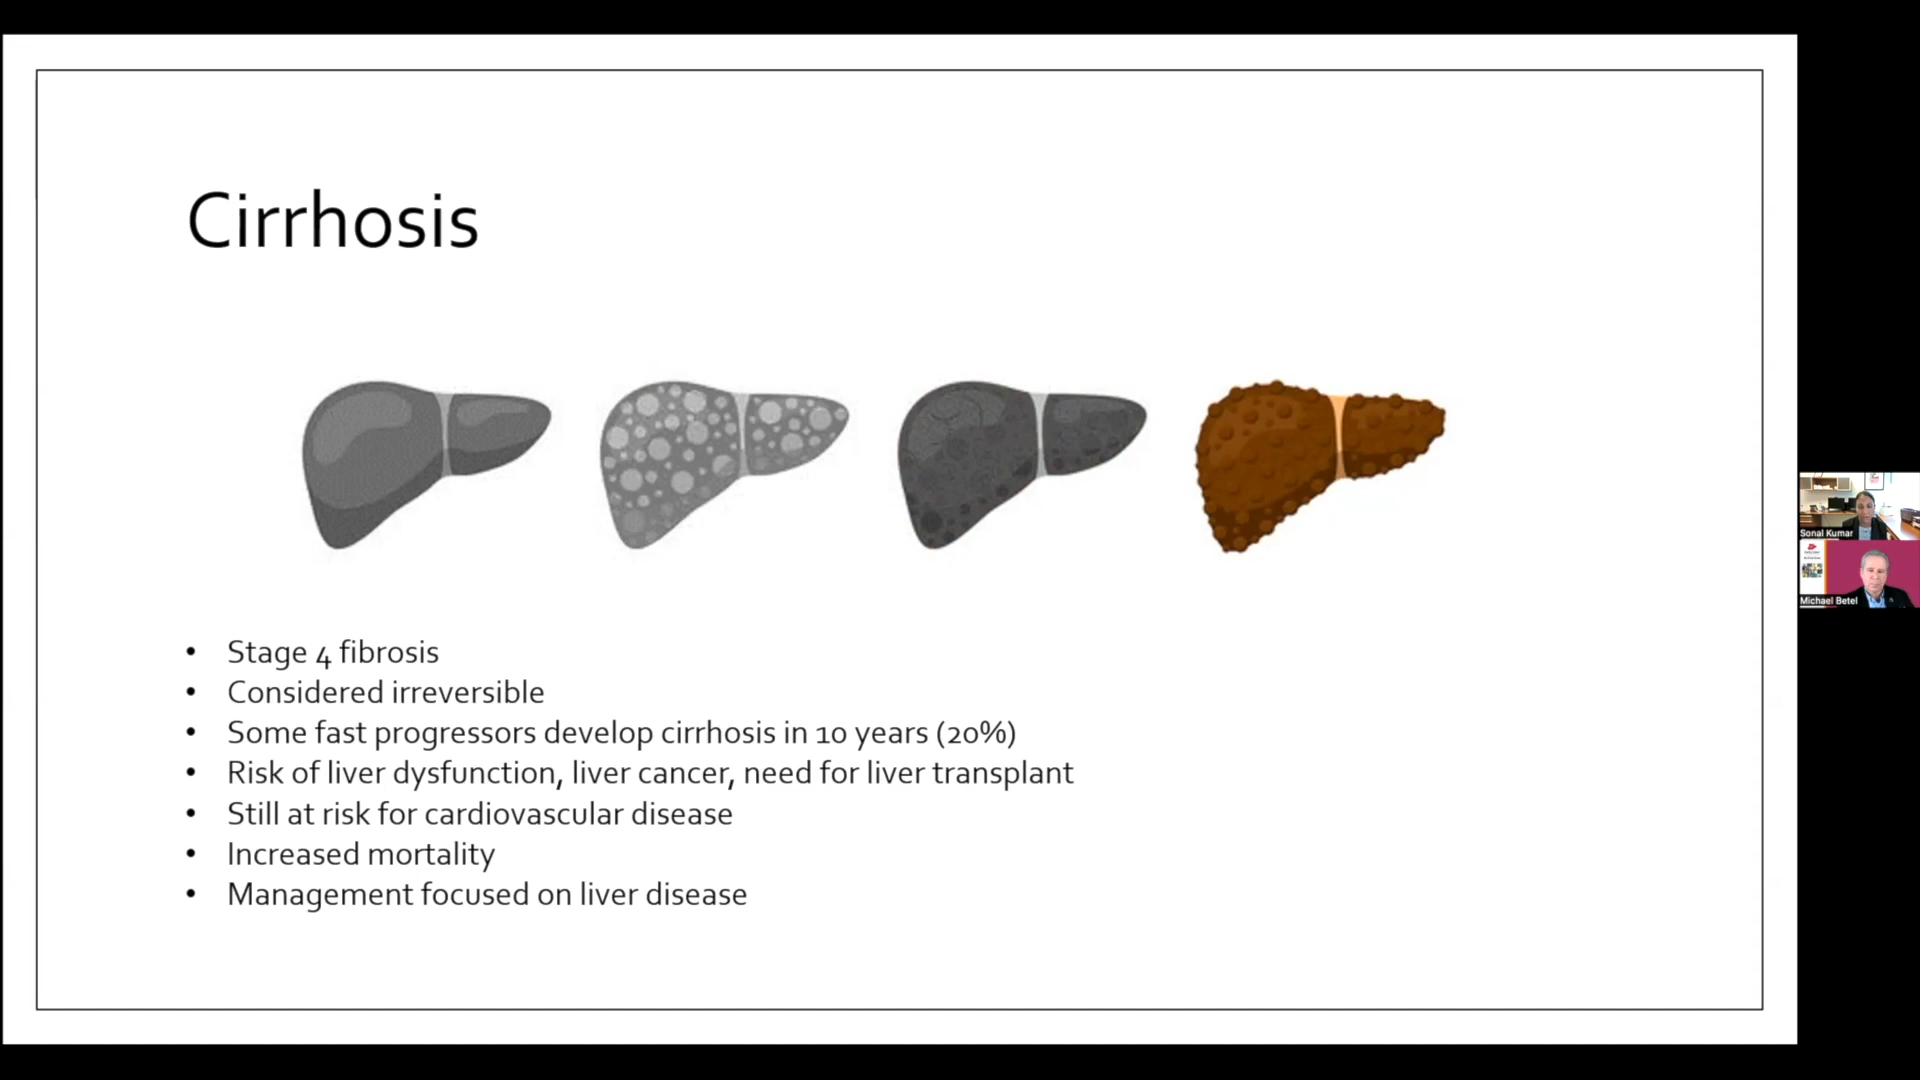 Cirrhosis
• Stage 4 fibrosis
• Considered irreversible
• Some fast progressors develop cirrhosis in 10 years (20%)
• Risk of liver dysfunction, liver cancer, need for liver transplant
• Still at risk for cardiovascular disease
• Increased mortality
• Management focused on liver disease
Sonal Kumar
Michael Betel